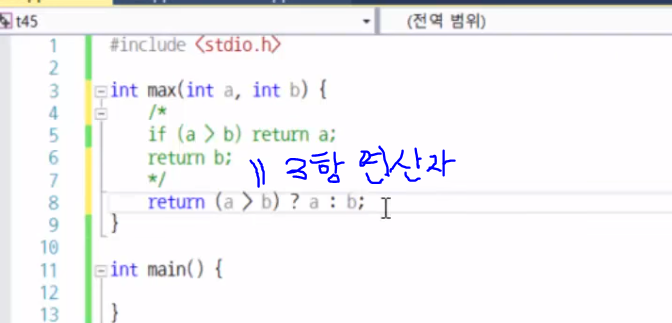 t45 (전역 범위)
1 #include <stdio.h>
2
3 int max(int a, int b) {
4 /*
5 if (a > b) return a;
6 return b;
7 */
// 3항 연산자
8 return (a > b) ? a : b;
9 }
10
11 int main() {
12
13 }